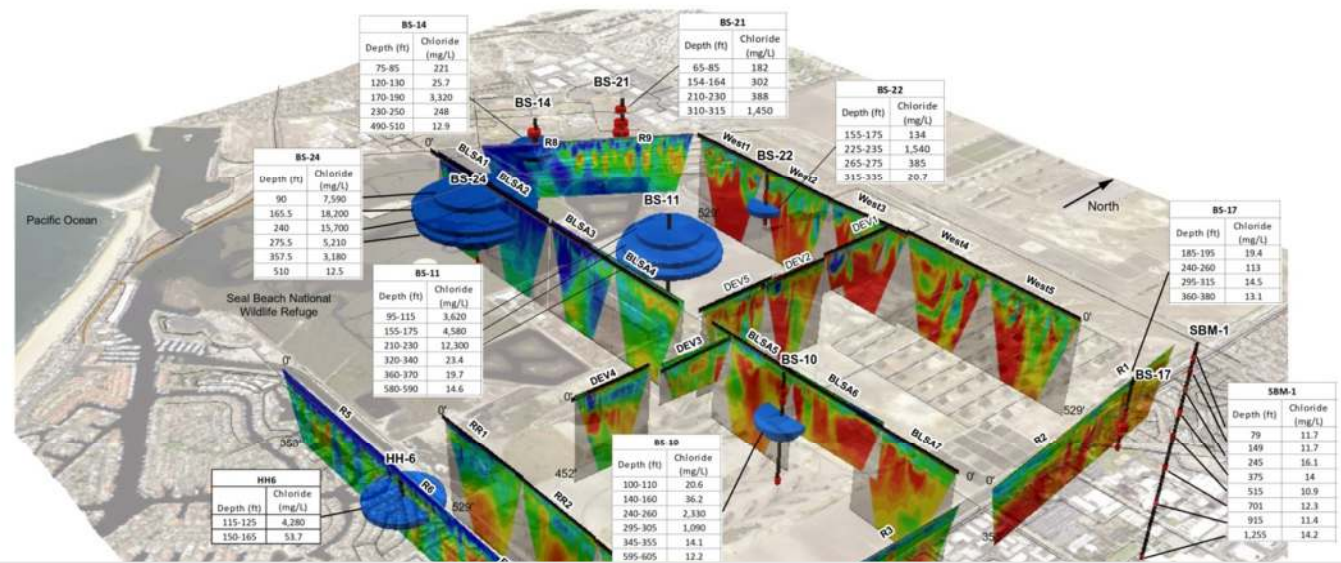 BS-14
Depth (ft) Chloride (mg/L)
75-85 221
120-130 25.7
170-190 3,320
230-250 248
490-510 12.9
BS-21
Depth (ft) Chloride (mg/L)
65-85 182
154-164 302
210-230 388
310-315 1,450
BS-22
Depth (ft) Chloride (mg/L)
155-175 134
225-235 1,540
265-275 385
315-335 20.7
BS-24
Depth (ft) Chloride (mg/L)
90 7,590
165.5 18,200
240 15,700
275.5 5,210
357.5 3,180
510 12.5
BS-11
Depth (ft) Chloride (mg/L)
95-115 3,620
155-175 4,580
210-230 12,300
320-340 23.4
360-370 19.7
580-590 14.6
BS-17
Depth (ft) Chloride (mg/L)
185-195 19.4
240-260 113
295-315 14.5
360-380 13.1
SBM-1
Depth (ft) Chloride (mg/L)
79 11.7
149 11.7
245 16.1
375 14
515 10.9
701 12.3
915 11.4
1,255 14.2
BS-10
Depth (ft) Chloride (mg/L)
100-110 20.6
140-160 36.2
240-260 2,330
295-305 1,090
345-355 14.1
595-605 12.2
HH6
Depth (ft) Chloride (mg/L)
115-125 4,280
150-165 53.7
Pacific Ocean
Seal Beach National
Wildlife Refuge
North
BS-14
BS-21
BS-22
BS-24
BS-11
BS-10
BS-17
SBM-1
HH-6
R8
R9
West1
West2
West3
West4
West5
BLSA1
BLSA2
BLSA3
BLSA4
BLSA5
BLSA6
BLSA7
DEV1
DEV2
DEV5
DEV3
DEV4
RR1
RR2
R5
R6
R1
R2
R3
0'
529'
0'
529'
0'
0'
0'
0'
452'
529'
0'
0'